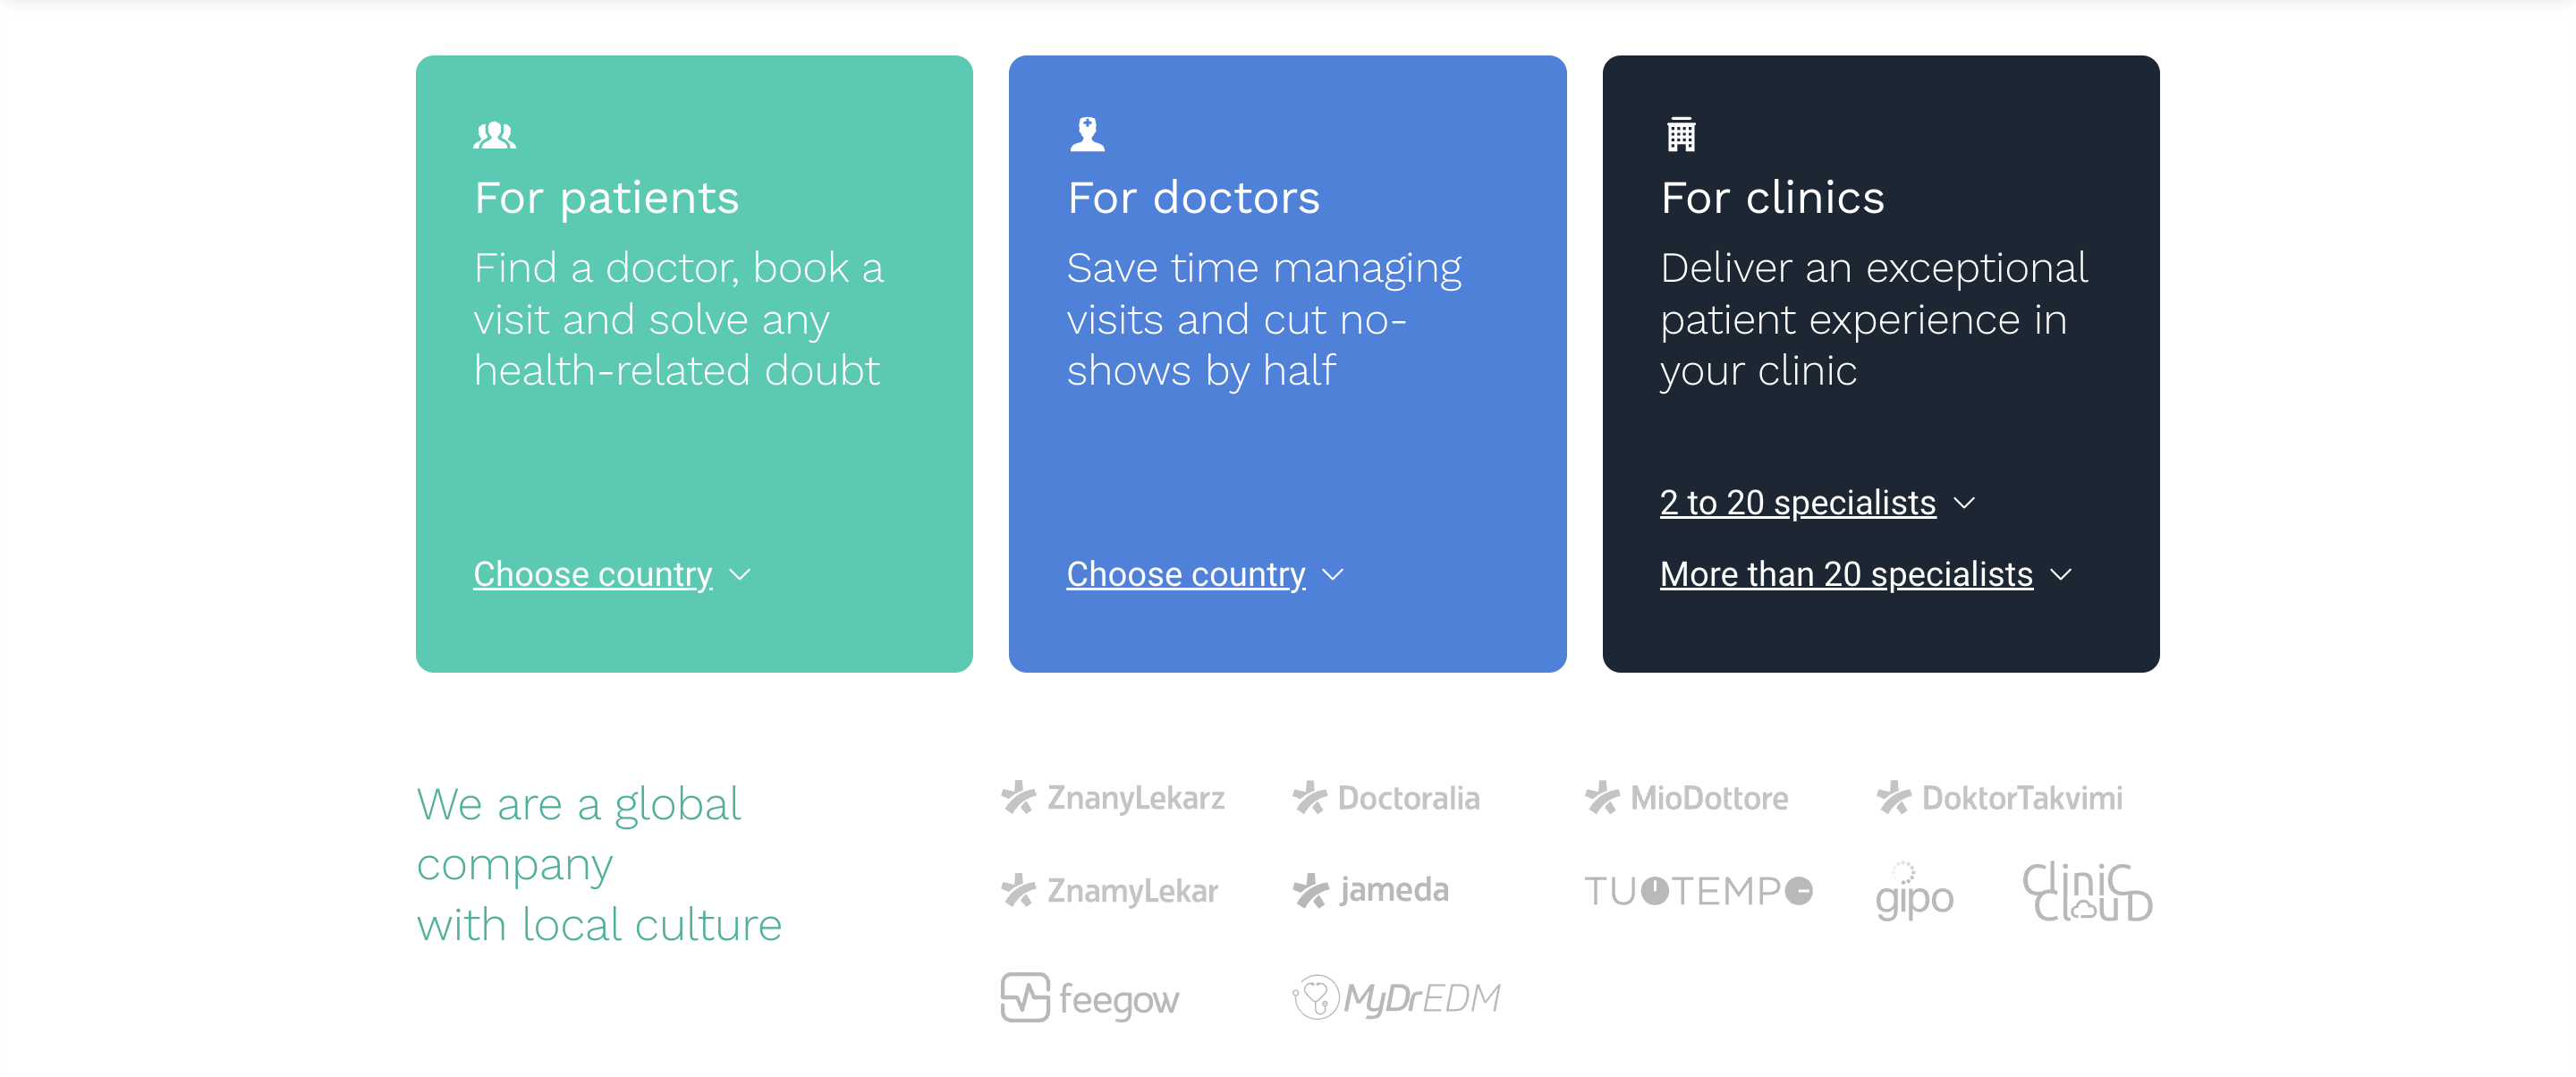 For patients
Find a doctor, book a
visit and solve any
health-related doubt
Choose country
For doctors
Save time managing
visits and cut no-
shows by half
Choose country
For clinics
Deliver an exceptional
patient experience in
your clinic
2 to 20 specialists
More than 20 specialists
We are a global
company
with local culture
ZnanyLekarz
Doctoralia
MioDottore
DoktorTakvimi
ZnamyLekar
jameda
TUOTEMPO
gipo
CliniC
ClouD
feegow
MyDrEDM